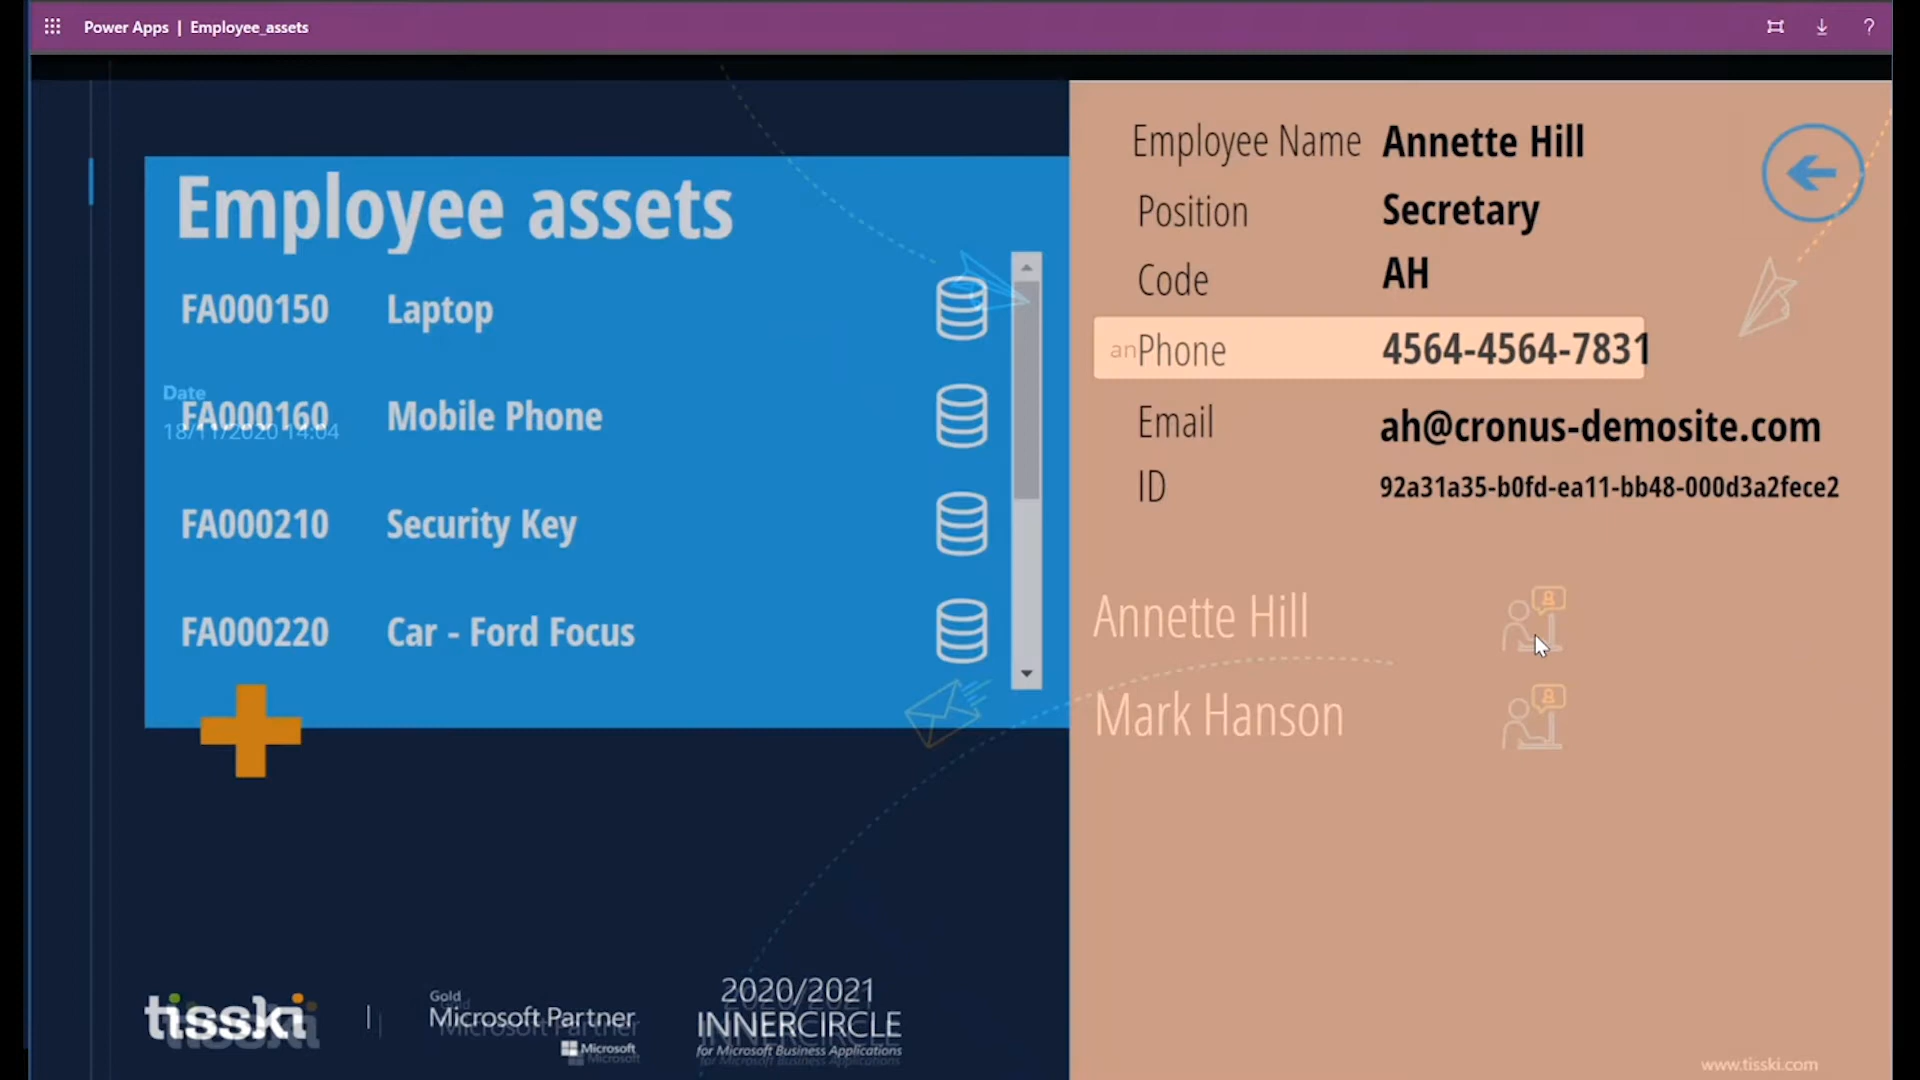 Power Apps | Employee_assets
Employee assets
FA000150 Laptop
Date
FA000160 Mobile Phone
18/11/2020 14:04
FA000210 Security Key
FA000220 Car - Ford Focus
Employee Name Annette Hill
Position Secretary
Code AH
an
Phone 4564-4564-7831
Email ah@cronus-demosite.com
ID 92a31a35-b0fd-ea11-bb48-000d3a2fece2
Annette Hill
Mark Hanson
tisski
Gold
Microsoft Partner
Microsoft
2020/2021
INNERCIRCLE
for Microsoft Business Applications
www.tisski.com